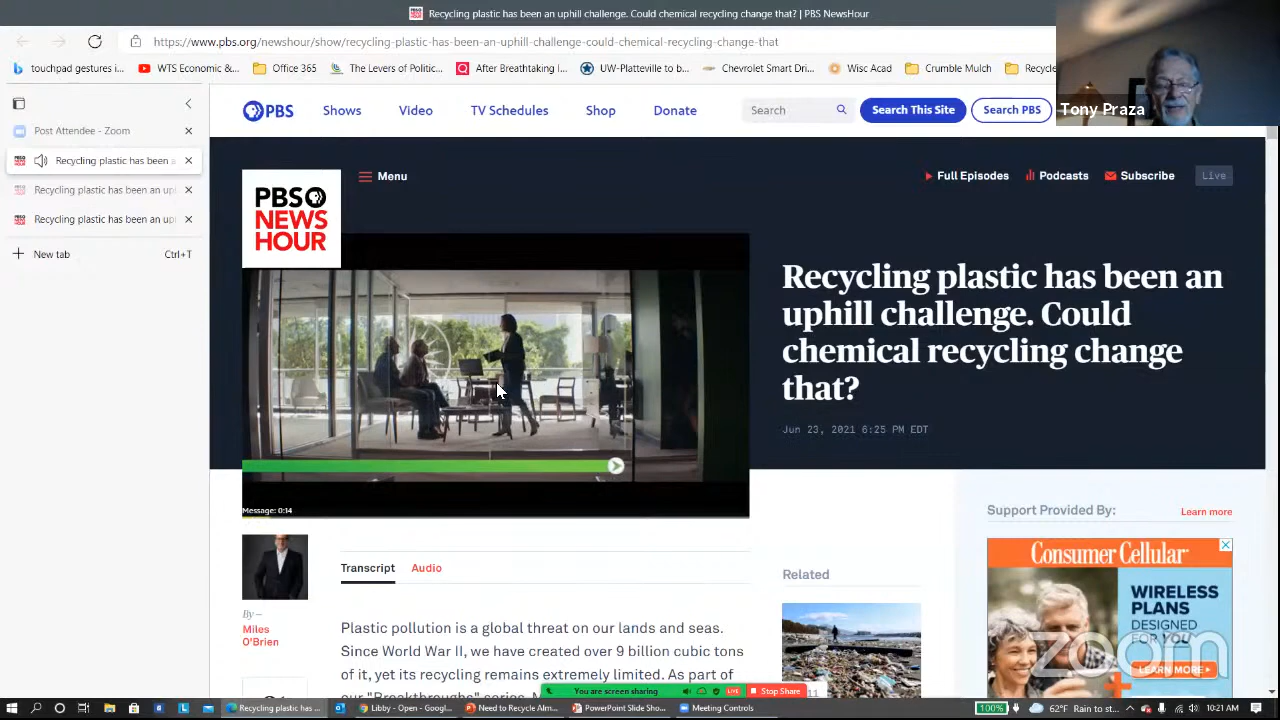 Recycling plastic has been an uphill challenge. Could chemical recycling change that? | PBS NewsHour
https://www.pbs.org/newshour/show/recycling-plastic-has-been-an-uphill-challenge-could-chemical-recycling-change-that
touchpad gestures i...
WTS Economic &...
Office 365
The Levers of Politic...
After Breathtaking I...
UW-Platteville to b...
Chevrolet Smart Dri...
Wisc Acad
Crumble Mulch
Recycle
Tony Praza
Post Attendee - Zoom
Recycling plastic has been a
Recycling plastic has been an upl
Recycling plastic has been an upl
New tab
Ctrl+T
PBS
Shows
Video
TV Schedules
Shop
Donate
Search
Search This Site
Search PBS
PBS
NEWS
HOUR
Menu
Full Episodes
Podcasts
Subscribe
Live
Recycling plastic has been an
uphill challenge. Could
chemical recycling change
that?
Jun 23, 2021 6:25 PM EDT
Message: 0:14
By —
Miles
O'Brien
Transcript
Audio
Plastic pollution is a global threat on our lands and seas.
Since World War II, we have created over 9 billion cubic tons
of it, yet its recycling remains extremely limited. As part of
our "Breakthroughs" series, M
Related
Support Provided By:
Learn more
Consumer Cellular
WIRELESS
PLANS
DESIGNED
FOR YOU
LEARN MORE
zoom
You are screen sharing
LIVE
Stop Share
Recycling plastic has ...
Libby - Open - Googl...
Need to Recycle Alm...
PowerPoint Slide Sho...
Meeting Controls
100%
62°F Rain to st...
10:21 AM